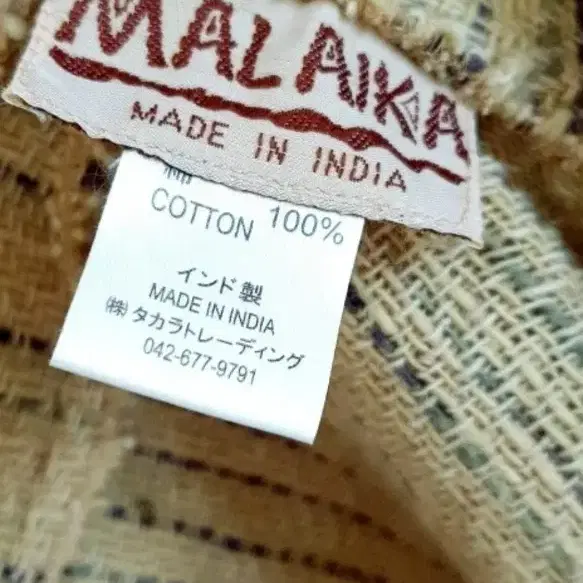 MALAIKA
MADE IN INDIA
綿
COTTON 100%
インド製
MADE IN INDIA
㈱タカラトレーディング
042-677-9791